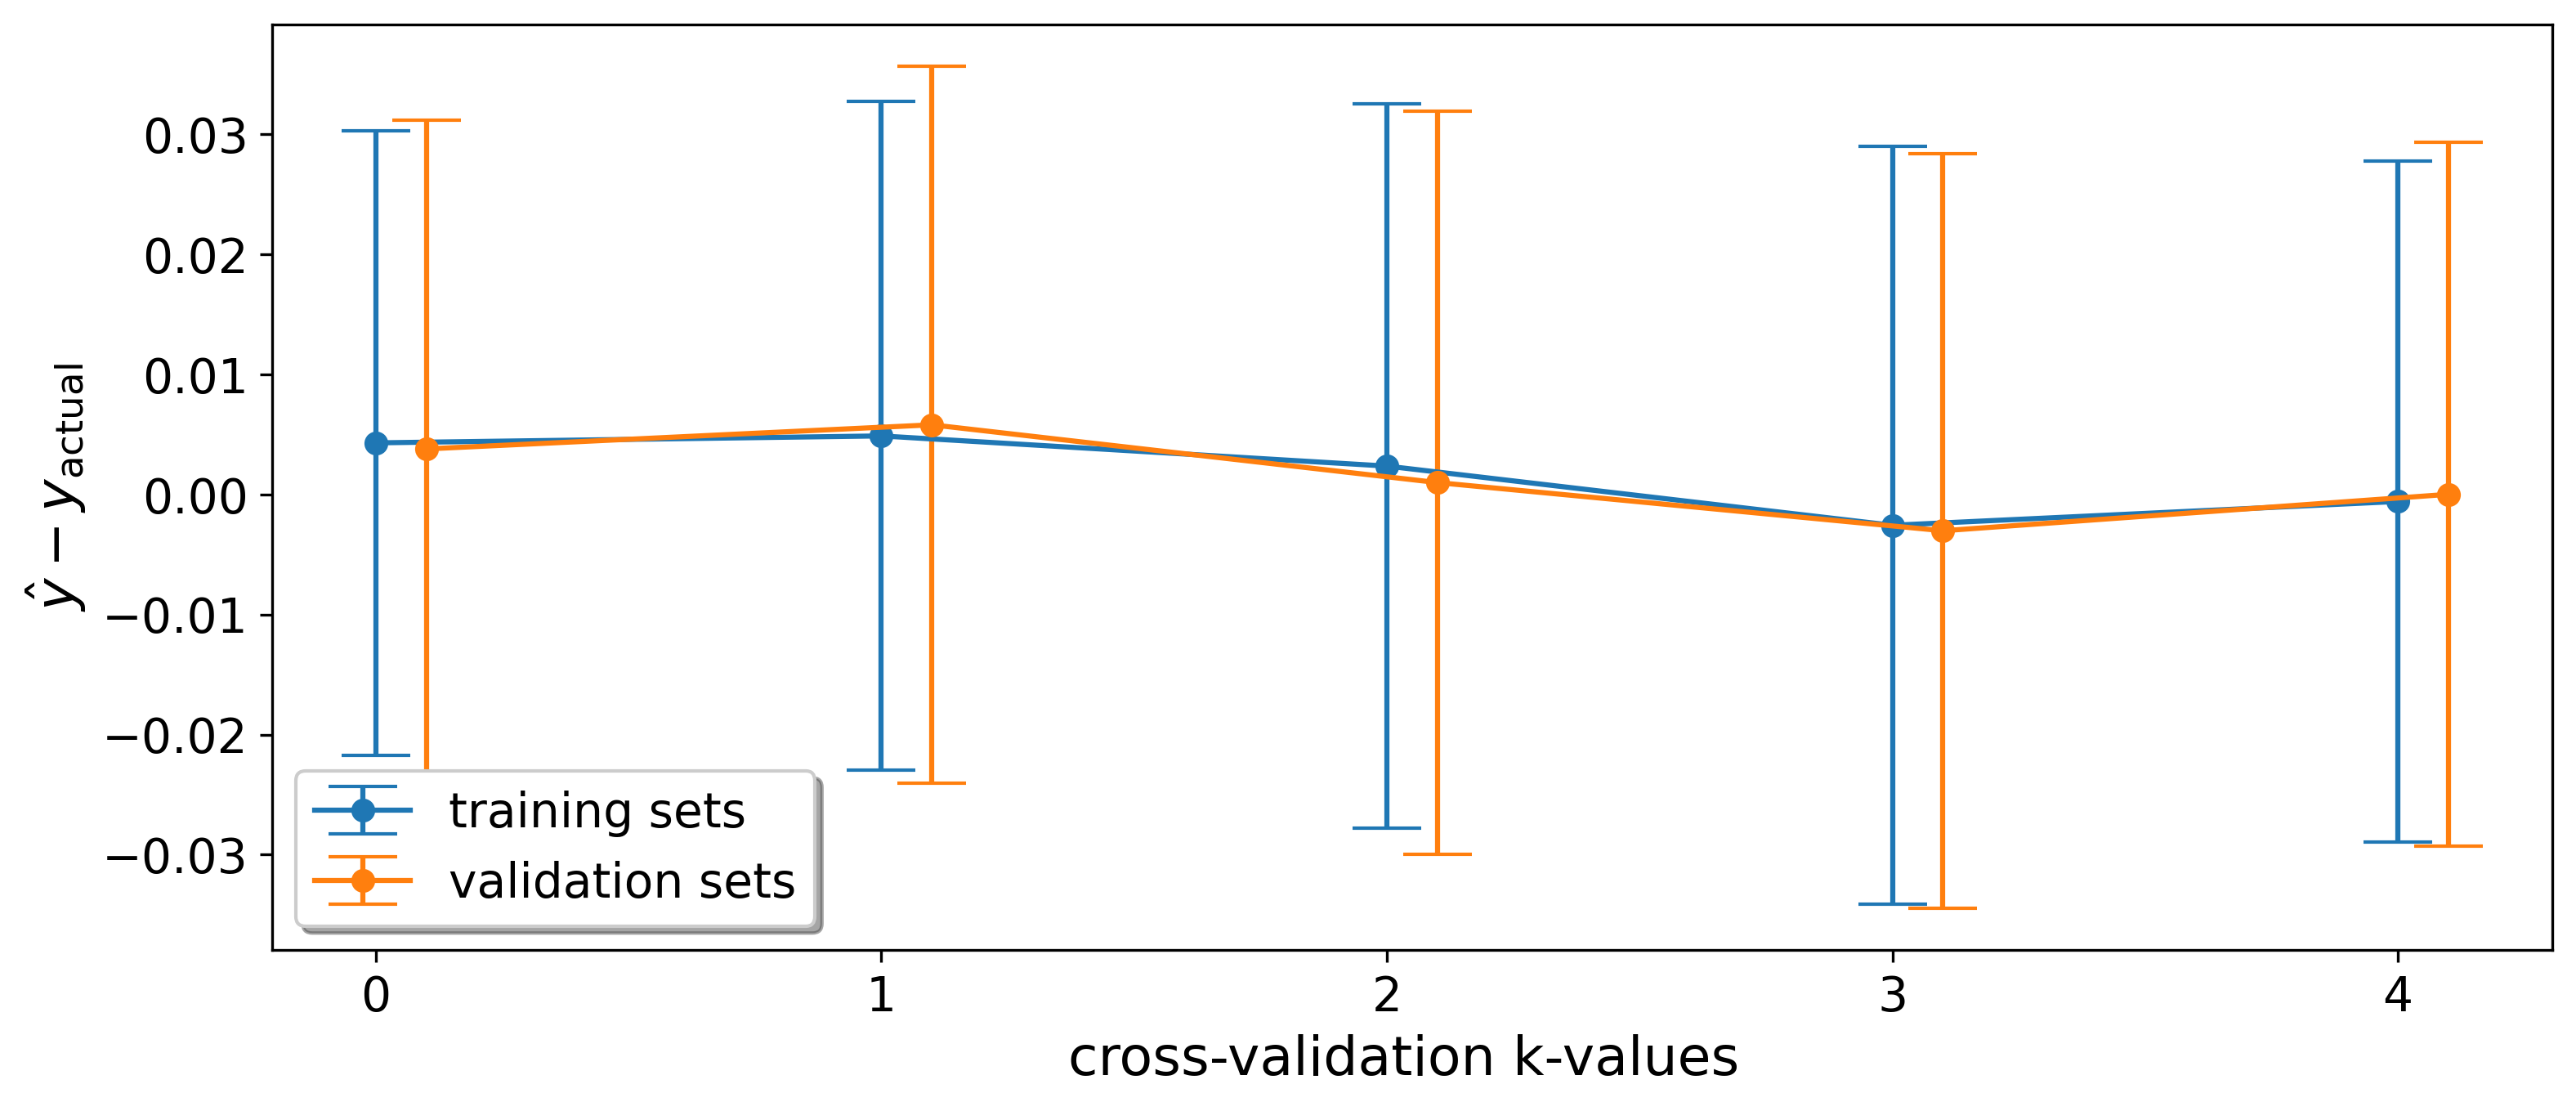 0.03
0.02
0.01
0.00
−0.01
−0.02
−0.03
ŷ − y_actual
training sets
validation sets
0 1 2 3 4
cross-validation k-values